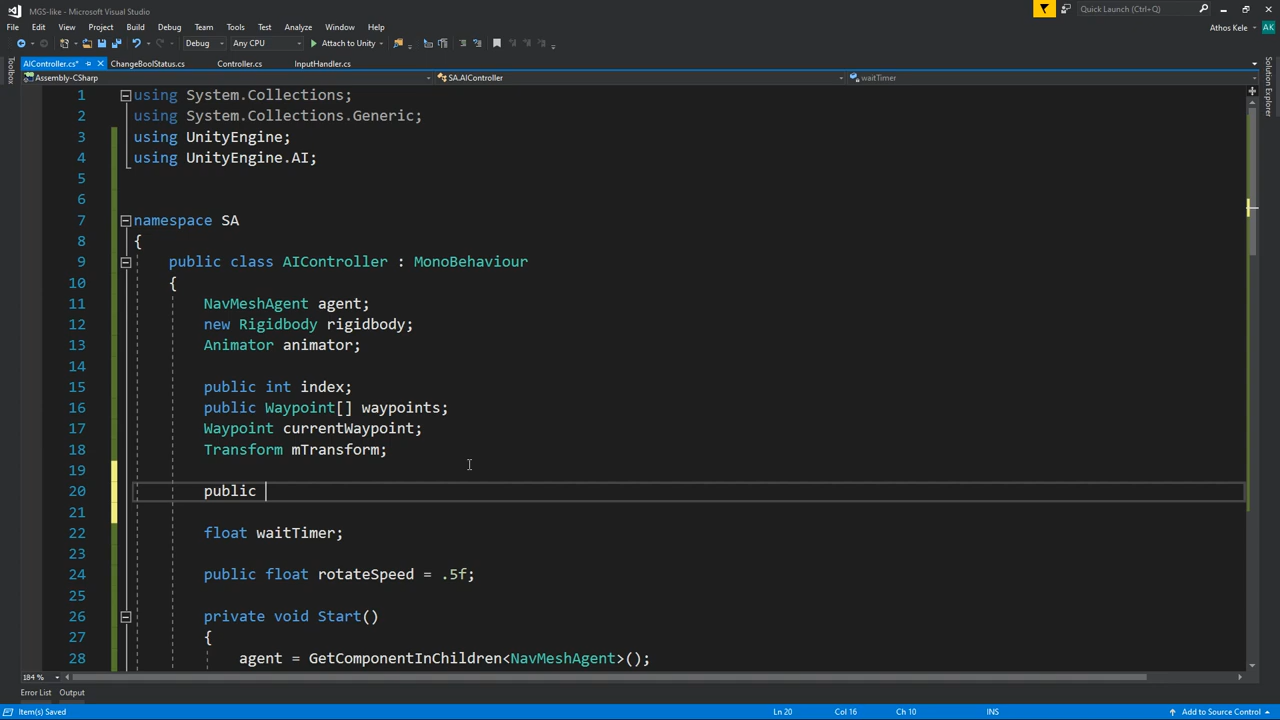 MGS-like - Microsoft Visual Studio
Quick Launch (Ctrl+Q)
File Edit View Project Build Debug Team Tools Test Analyze Window Help
Athos Kele AK
Debug Any CPU Attach to Unity
AIController.cs* ChangeBoolStatus.cs Controller.cs InputHandler.cs
Assembly-CSharp SA.AIController waitTimer
Toolbox
Solution Explorer
1 using System.Collections;
2 using System.Collections.Generic;
3 using UnityEngine;
4 using UnityEngine.AI;
5
6
7 namespace SA
8 {
9 public class AIController : MonoBehaviour
10 {
11 NavMeshAgent agent;
12 new Rigidbody rigidbody;
13 Animator animator;
14
15 public int index;
16 public Waypoint[] waypoints;
17 Waypoint currentWaypoint;
18 Transform mTransform;
19
20 public
21
22 float waitTimer;
23
24 public float rotateSpeed = .5f;
25
26 private void Start()
27 {
28 agent = GetComponentInChildren<NavMeshAgent>();
184 %
Error List Output
Item(s) Saved Ln 20 Col 16 Ch 10 INS Add to Source Control